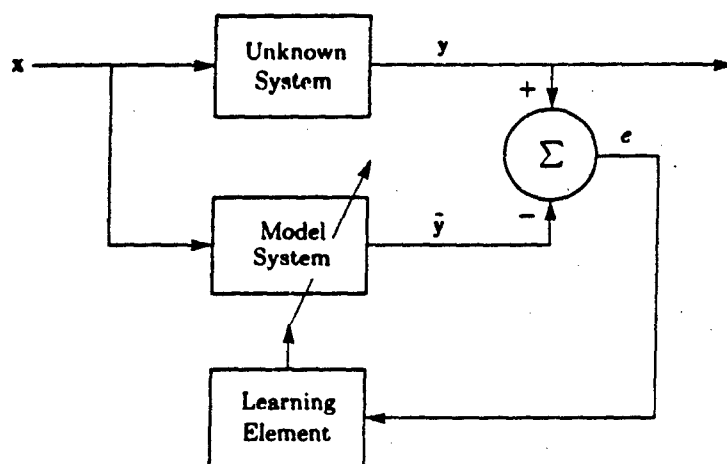 x
Unknown
System
y
+
Σ
e
Model
System
ŷ
−
Learning
Element